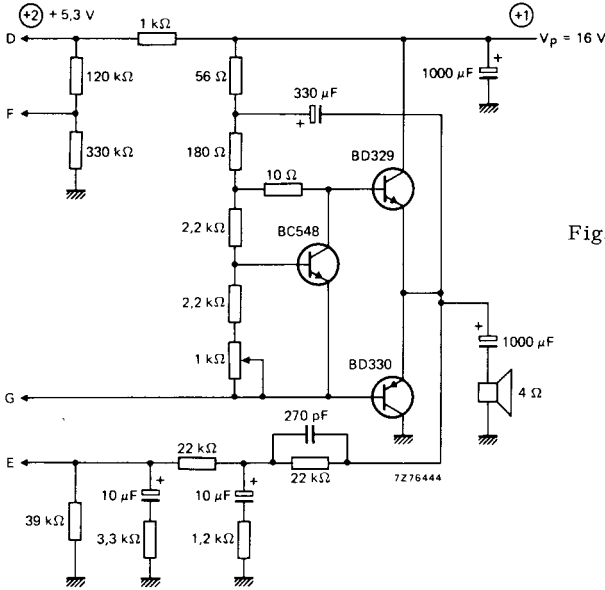 +2 + 5,3 V
+1
D
1 kΩ
Vp = 16 V
120 kΩ
56 Ω
330 μF
+
1000 μF
F
330 kΩ
180 Ω
10 Ω
BD329
2,2 kΩ
BC548
Fig.
2,2 kΩ
+
1000 μF
1 kΩ
BD330
4 Ω
G
270 pF
E
22 kΩ
22 kΩ
7Z76444
+
10 μF
+
10 μF
39 kΩ
3,3 kΩ
1,2 kΩ